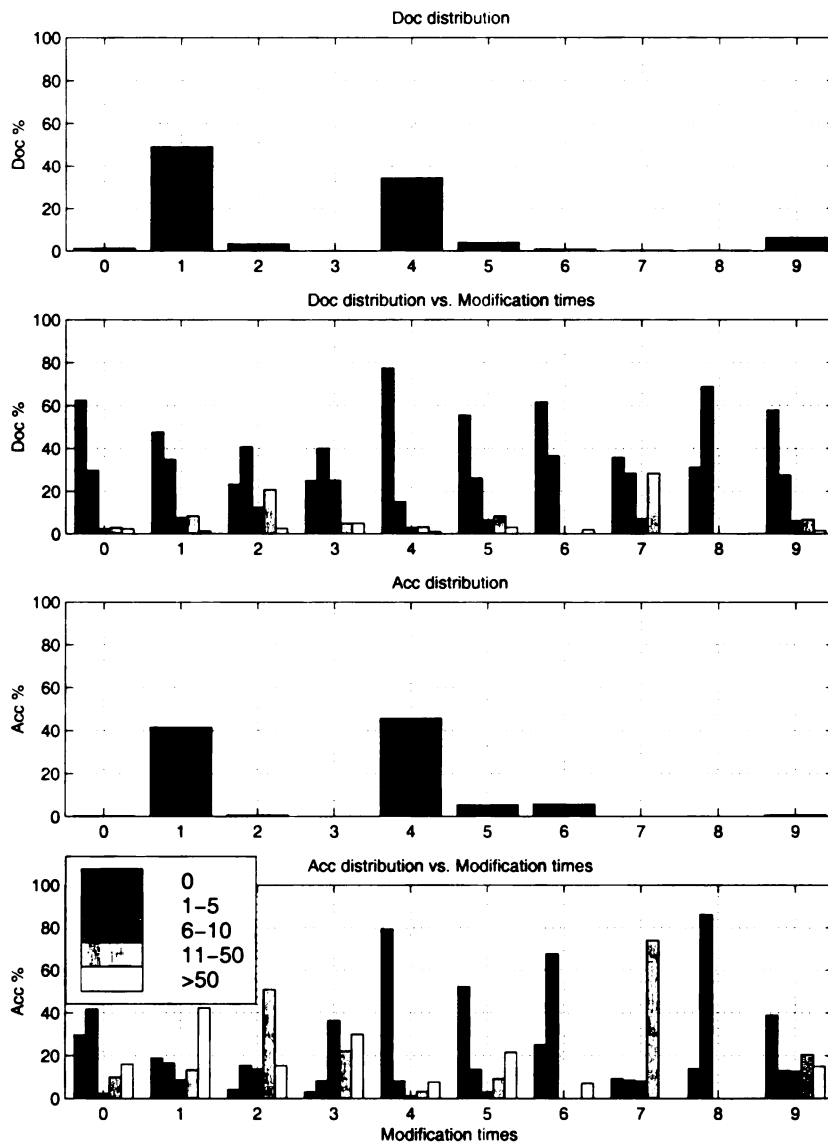 Doc distribution
100
80
60
40
20
0
Doc %
0 1 2 3 4 5 6 7 8 9
Doc distribution vs. Modification times
100
80
60
40
20
0
Doc %
0 1 2 3 4 5 6 7 8 9
Acc distribution
100
80
60
40
20
0
Acc %
0 1 2 3 4 5 6 7 8 9
Acc distribution vs. Modification times
100
80
60
40
20
0
Acc %
0
1-5
6-10
11-50
>50
0 1 2 3 4 5 6 7 8 9
Modification times